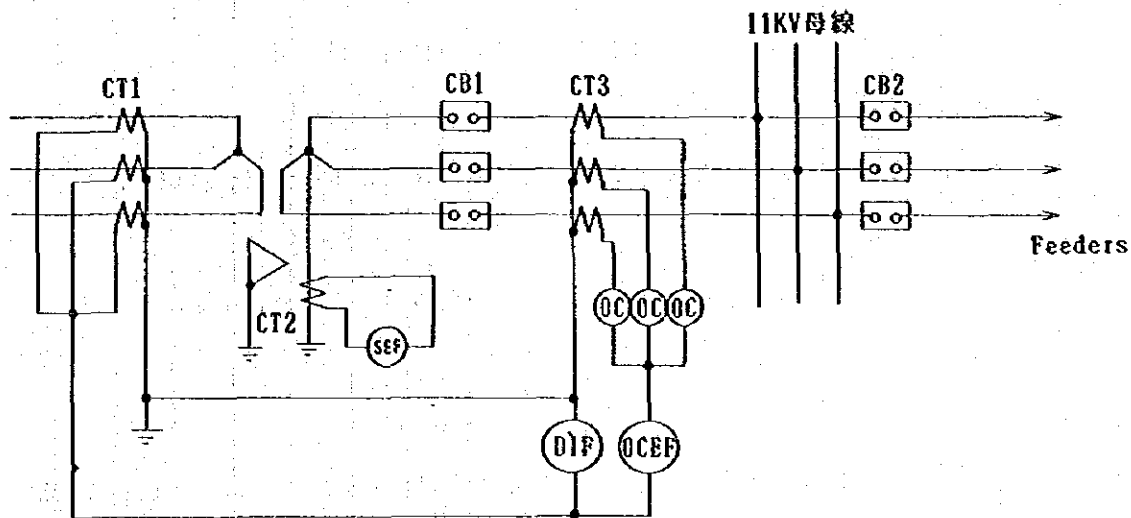 11KV母線
CT1
CB1
CT3
CB2
Feeders
CT2
SEF
OC
OC
OC
DIF
OCEF